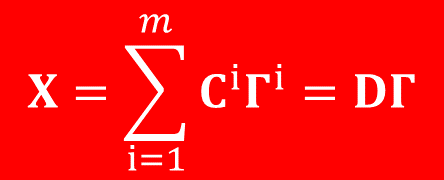 𝐗 = ∑_{i=1}^{m} 𝐂ⁱ𝚪ⁱ = 𝐃𝚪